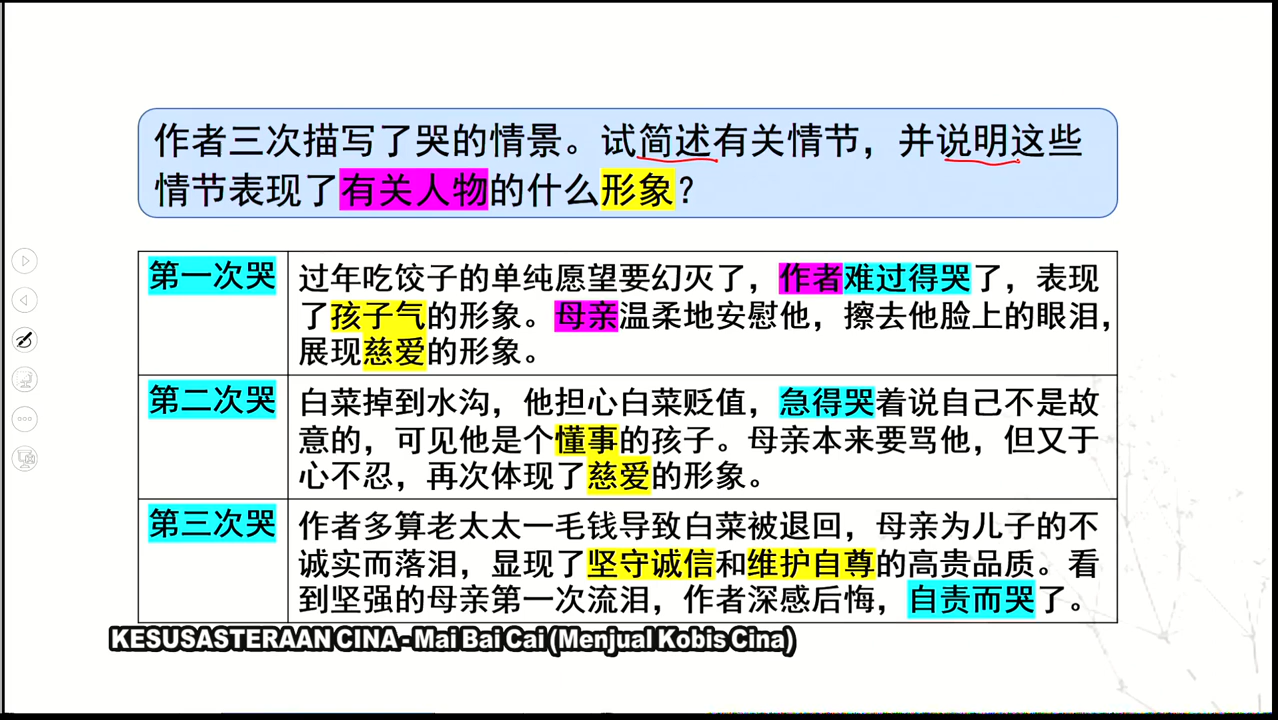 作者三次描写了哭的情景。试简述有关情节，并说明这些
情节表现了有关人物的什么形象？
第一次哭
过年吃饺子的单纯愿望要幻灭了，作者难过得哭了，表现
了孩子气的形象。母亲温柔地安慰他，擦去他脸上的眼泪，
展现慈爱的形象。
第二次哭
白菜掉到水沟，他担心白菜贬值，急得哭着说自己不是故
意的，可见他是个懂事的孩子。母亲本来要骂他，但又于
心不忍，再次体现了慈爱的形象。
第三次哭
作者多算老太太一毛钱导致白菜被退回，母亲为儿子的不
诚实而落泪，显现了坚守诚信和维护自尊的高贵品质。看
到坚强的母亲第一次流泪，作者深感后悔，自责而哭了。
KESUSASTERAAN CINA - Mai Bai Cai (Menjual Kobis Cina)